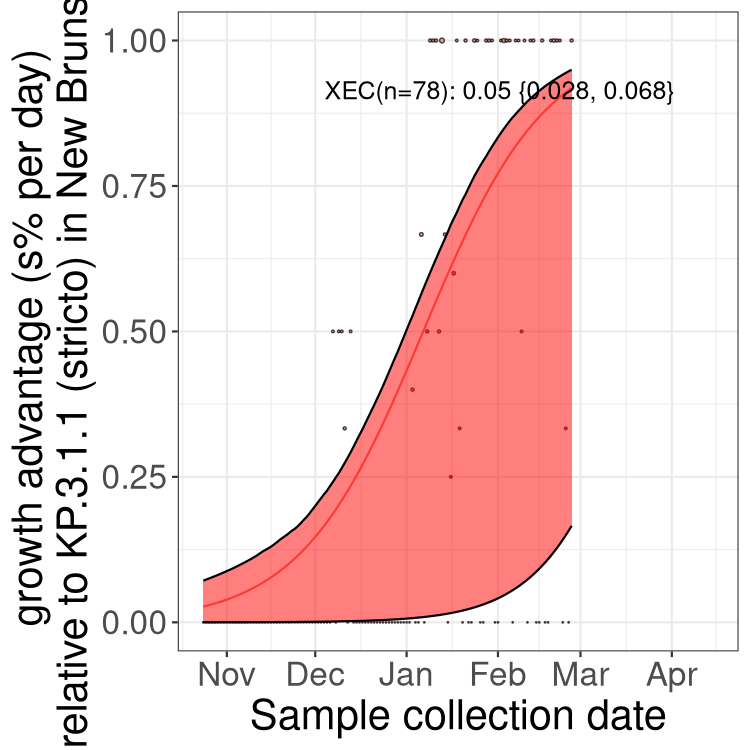 growth advantage (s% per day)
relative to KP.3.1.1 (stricto) in New Bruns
1.00
0.75
0.50
0.25
0.00
XEC(n=78): 0.05 {0.028, 0.068}
Nov Dec Jan Feb Mar Apr
Sample collection date